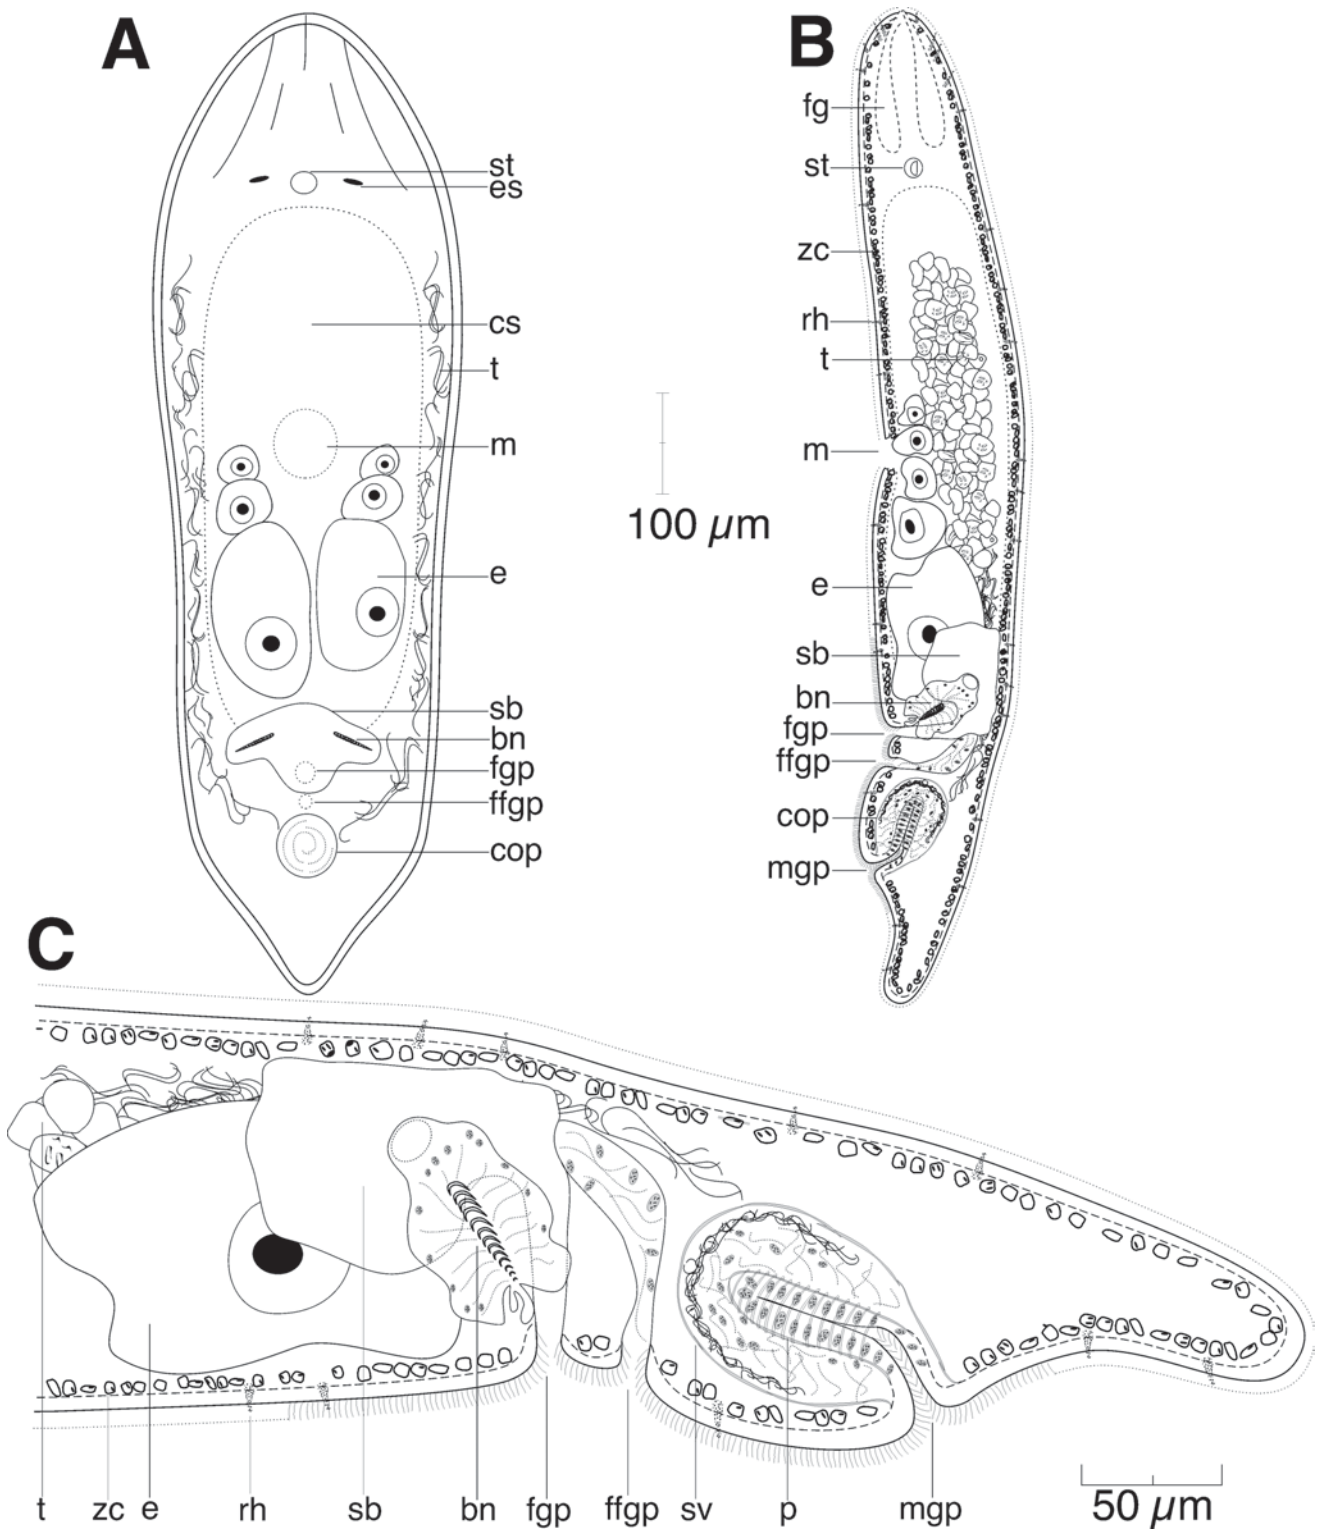 A
st
es
cs
t
m
e
sb
bn
fgp
ffgp
cop
100 µm
B
fg
st
zc
rh
t
m
e
sb
bn
fgp
ffgp
cop
mgp
C
t zc e rh sb bn fgp ffgp sv p mgp
50 µm